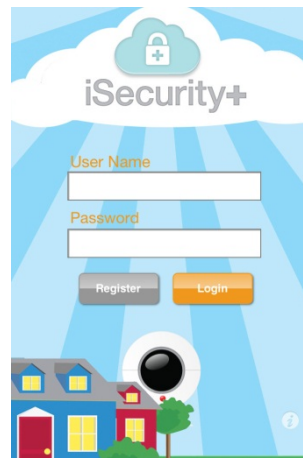 iSecurity+
User Name
Password
Register
Login
i